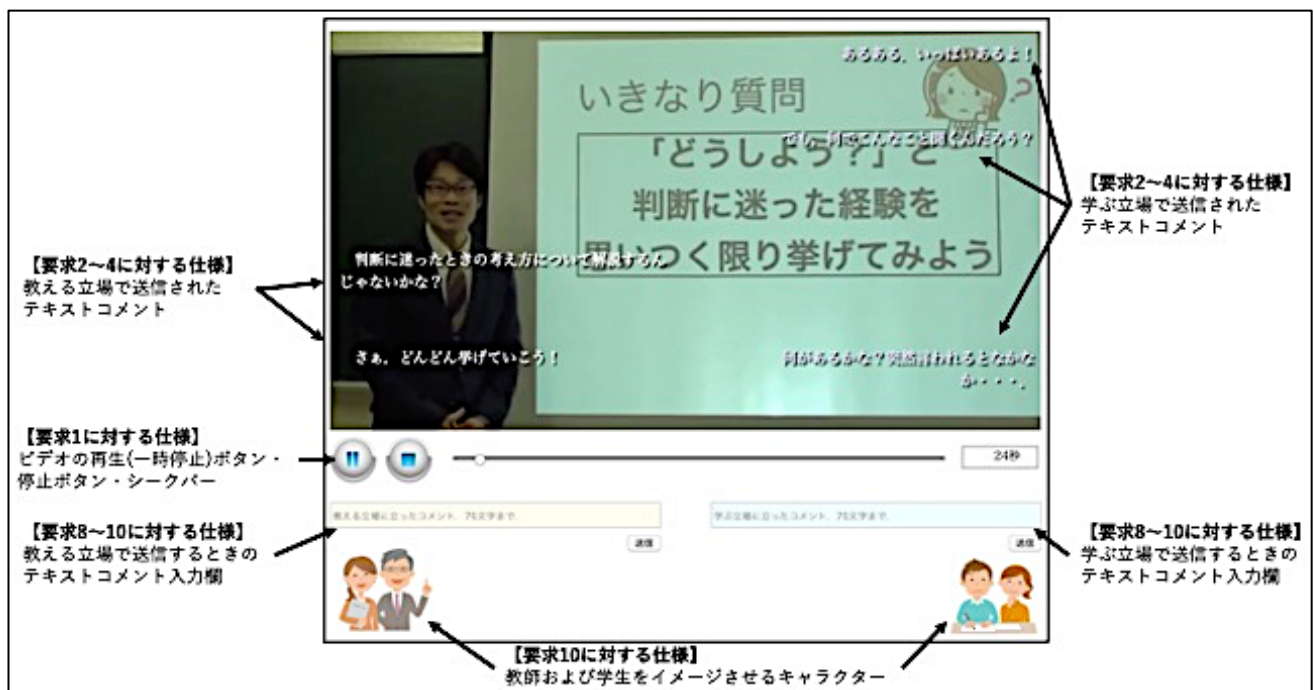 あるある，いっぱいあるよ！
いきなり質問
でも，何でこんなこと聞くんだろう？
「どうしよう？」と
判断に迷った経験を
思いつく限り挙げてみよう
【要求2～4に対する仕様】
学ぶ立場で送信された
テキストコメント
【要求2～4に対する仕様】
教える立場で送信された
テキストコメント
判断に迷ったときの考え方について解説するん
じゃないかな？
さぁ，どんどん挙げていこう！
何があるかな？突然言われるとなかな
か・・・．
【要求1に対する仕様】
ビデオの再生(一時停止)ボタン・
停止ボタン・シークバー
24秒
【要求8～10に対する仕様】
教える立場で送信するときの
テキストコメント入力欄
教える立場に立ったコメント．75文字まで．
送信
学ぶ立場に立ったコメント．75文字まで．
送信
【要求8～10に対する仕様】
学ぶ立場で送信するときの
テキストコメント入力欄
【要求10に対する仕様】
教師および学生をイメージさせるキャラクター